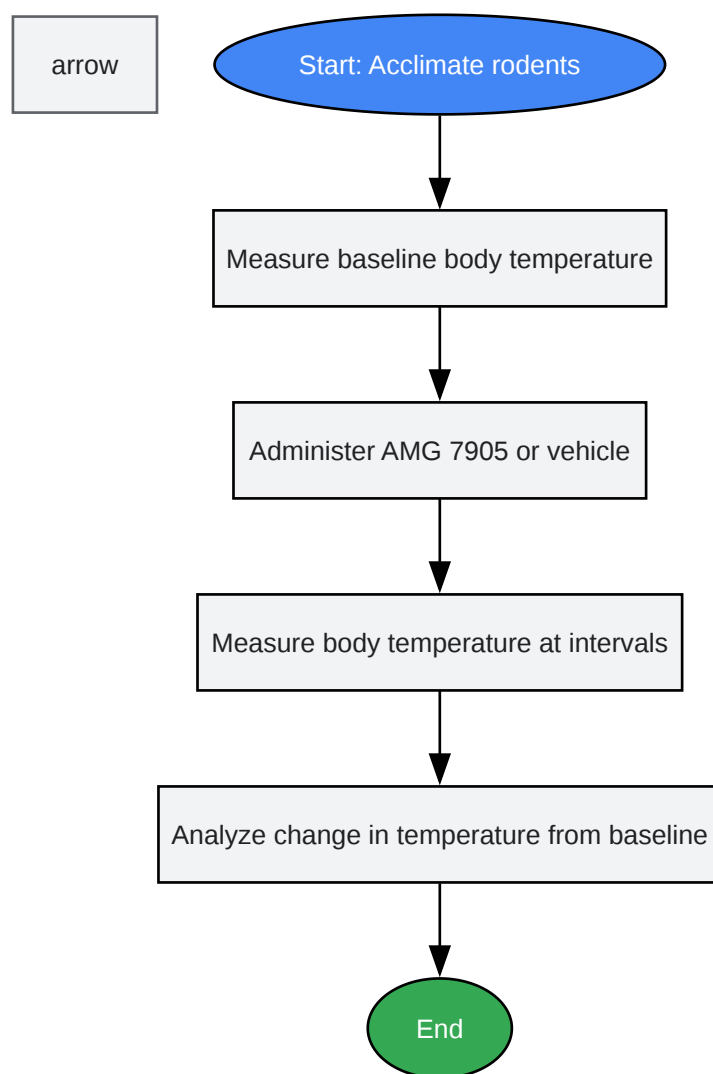 arrow
Start: Acclimate rodents
Measure baseline body temperature
Administer AMG 7905 or vehicle
Measure body temperature at intervals
Analyze change in temperature from baseline
End